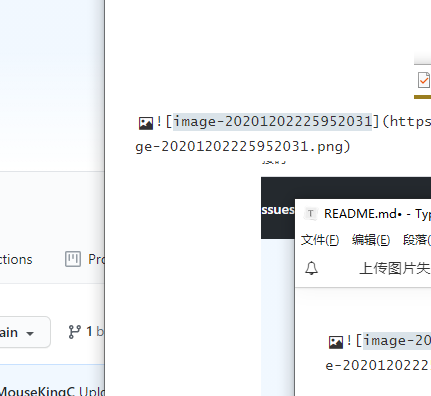 ![image-20201202225952031](https
ge-20201202225952031.png)
ssues
README.md• - Typ
文件(F) 编辑(E) 段落(
上传图片失
![image-20
e-2020120222
ctions
Pro
ain
1 b
MouseKingC Uplo